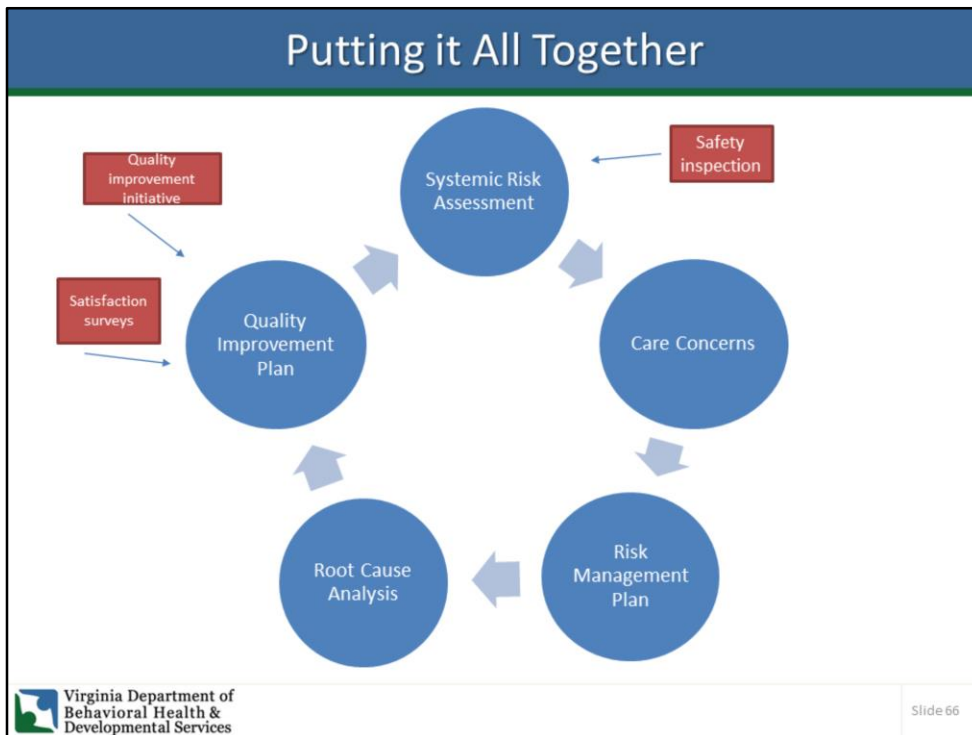 Putting it All Together
Quality
improvement
initiative
Safety
inspection
Systemic Risk
Assessment
Satisfaction
surveys
Quality
Improvement
Plan
Care Concerns
Root Cause
Analysis
Risk
Management
Plan
Virginia Department of
Behavioral Health &
Developmental Services
Slide 66